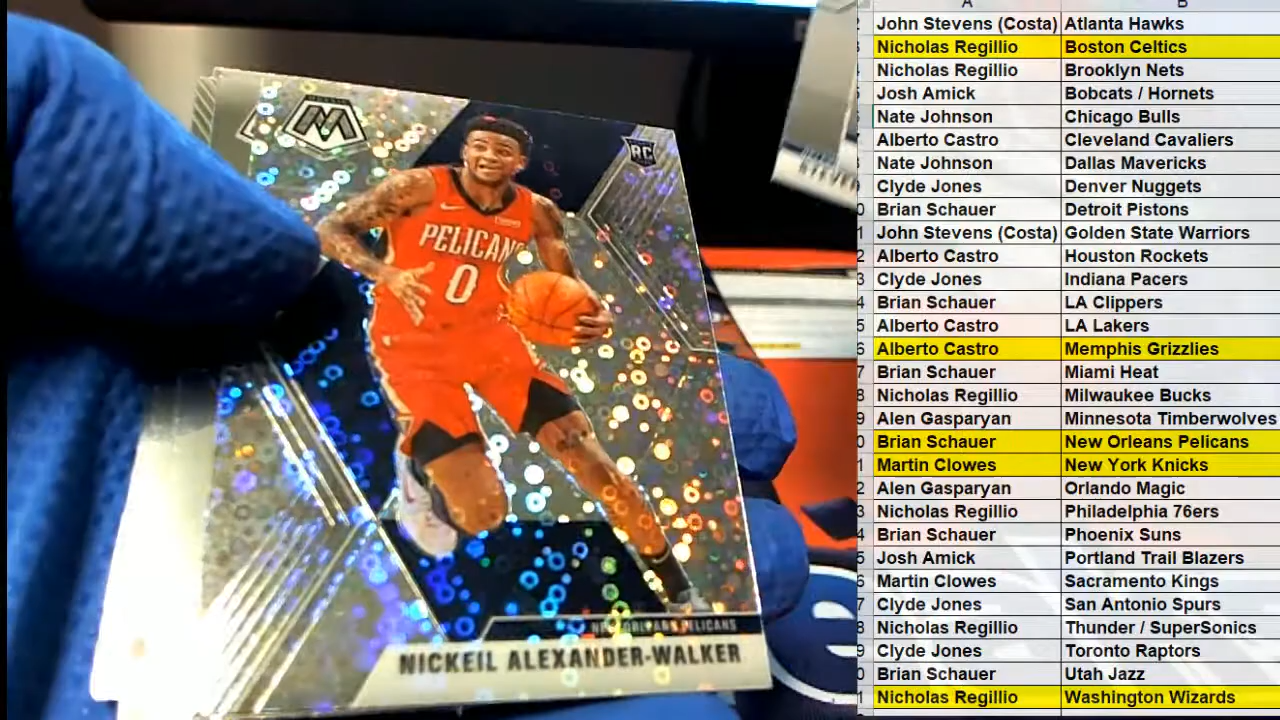 M
RC
PELICANS
0
NEW ORLEANS PELICANS
NICKEIL ALEXANDER-WALKER
STEVEN
e
A B
John Stevens (Costa) Atlanta Hawks
Nicholas Regillio Boston Celtics
Nicholas Regillio Brooklyn Nets
Josh Amick Bobcats / Hornets
Nate Johnson Chicago Bulls
Alberto Castro Cleveland Cavaliers
Nate Johnson Dallas Mavericks
Clyde Jones Denver Nuggets
Brian Schauer Detroit Pistons
John Stevens (Costa) Golden State Warriors
Alberto Castro Houston Rockets
Clyde Jones Indiana Pacers
Brian Schauer LA Clippers
Alberto Castro LA Lakers
Alberto Castro Memphis Grizzlies
Brian Schauer Miami Heat
Nicholas Regillio Milwaukee Bucks
Alen Gasparyan Minnesota Timberwolves
Brian Schauer New Orleans Pelicans
Martin Clowes New York Knicks
Alen Gasparyan Orlando Magic
Nicholas Regillio Philadelphia 76ers
Brian Schauer Phoenix Suns
Josh Amick Portland Trail Blazers
Martin Clowes Sacramento Kings
Clyde Jones San Antonio Spurs
Nicholas Regillio Thunder / SuperSonics
Clyde Jones Toronto Raptors
Brian Schauer Utah Jazz
Nicholas Regillio Washington Wizards